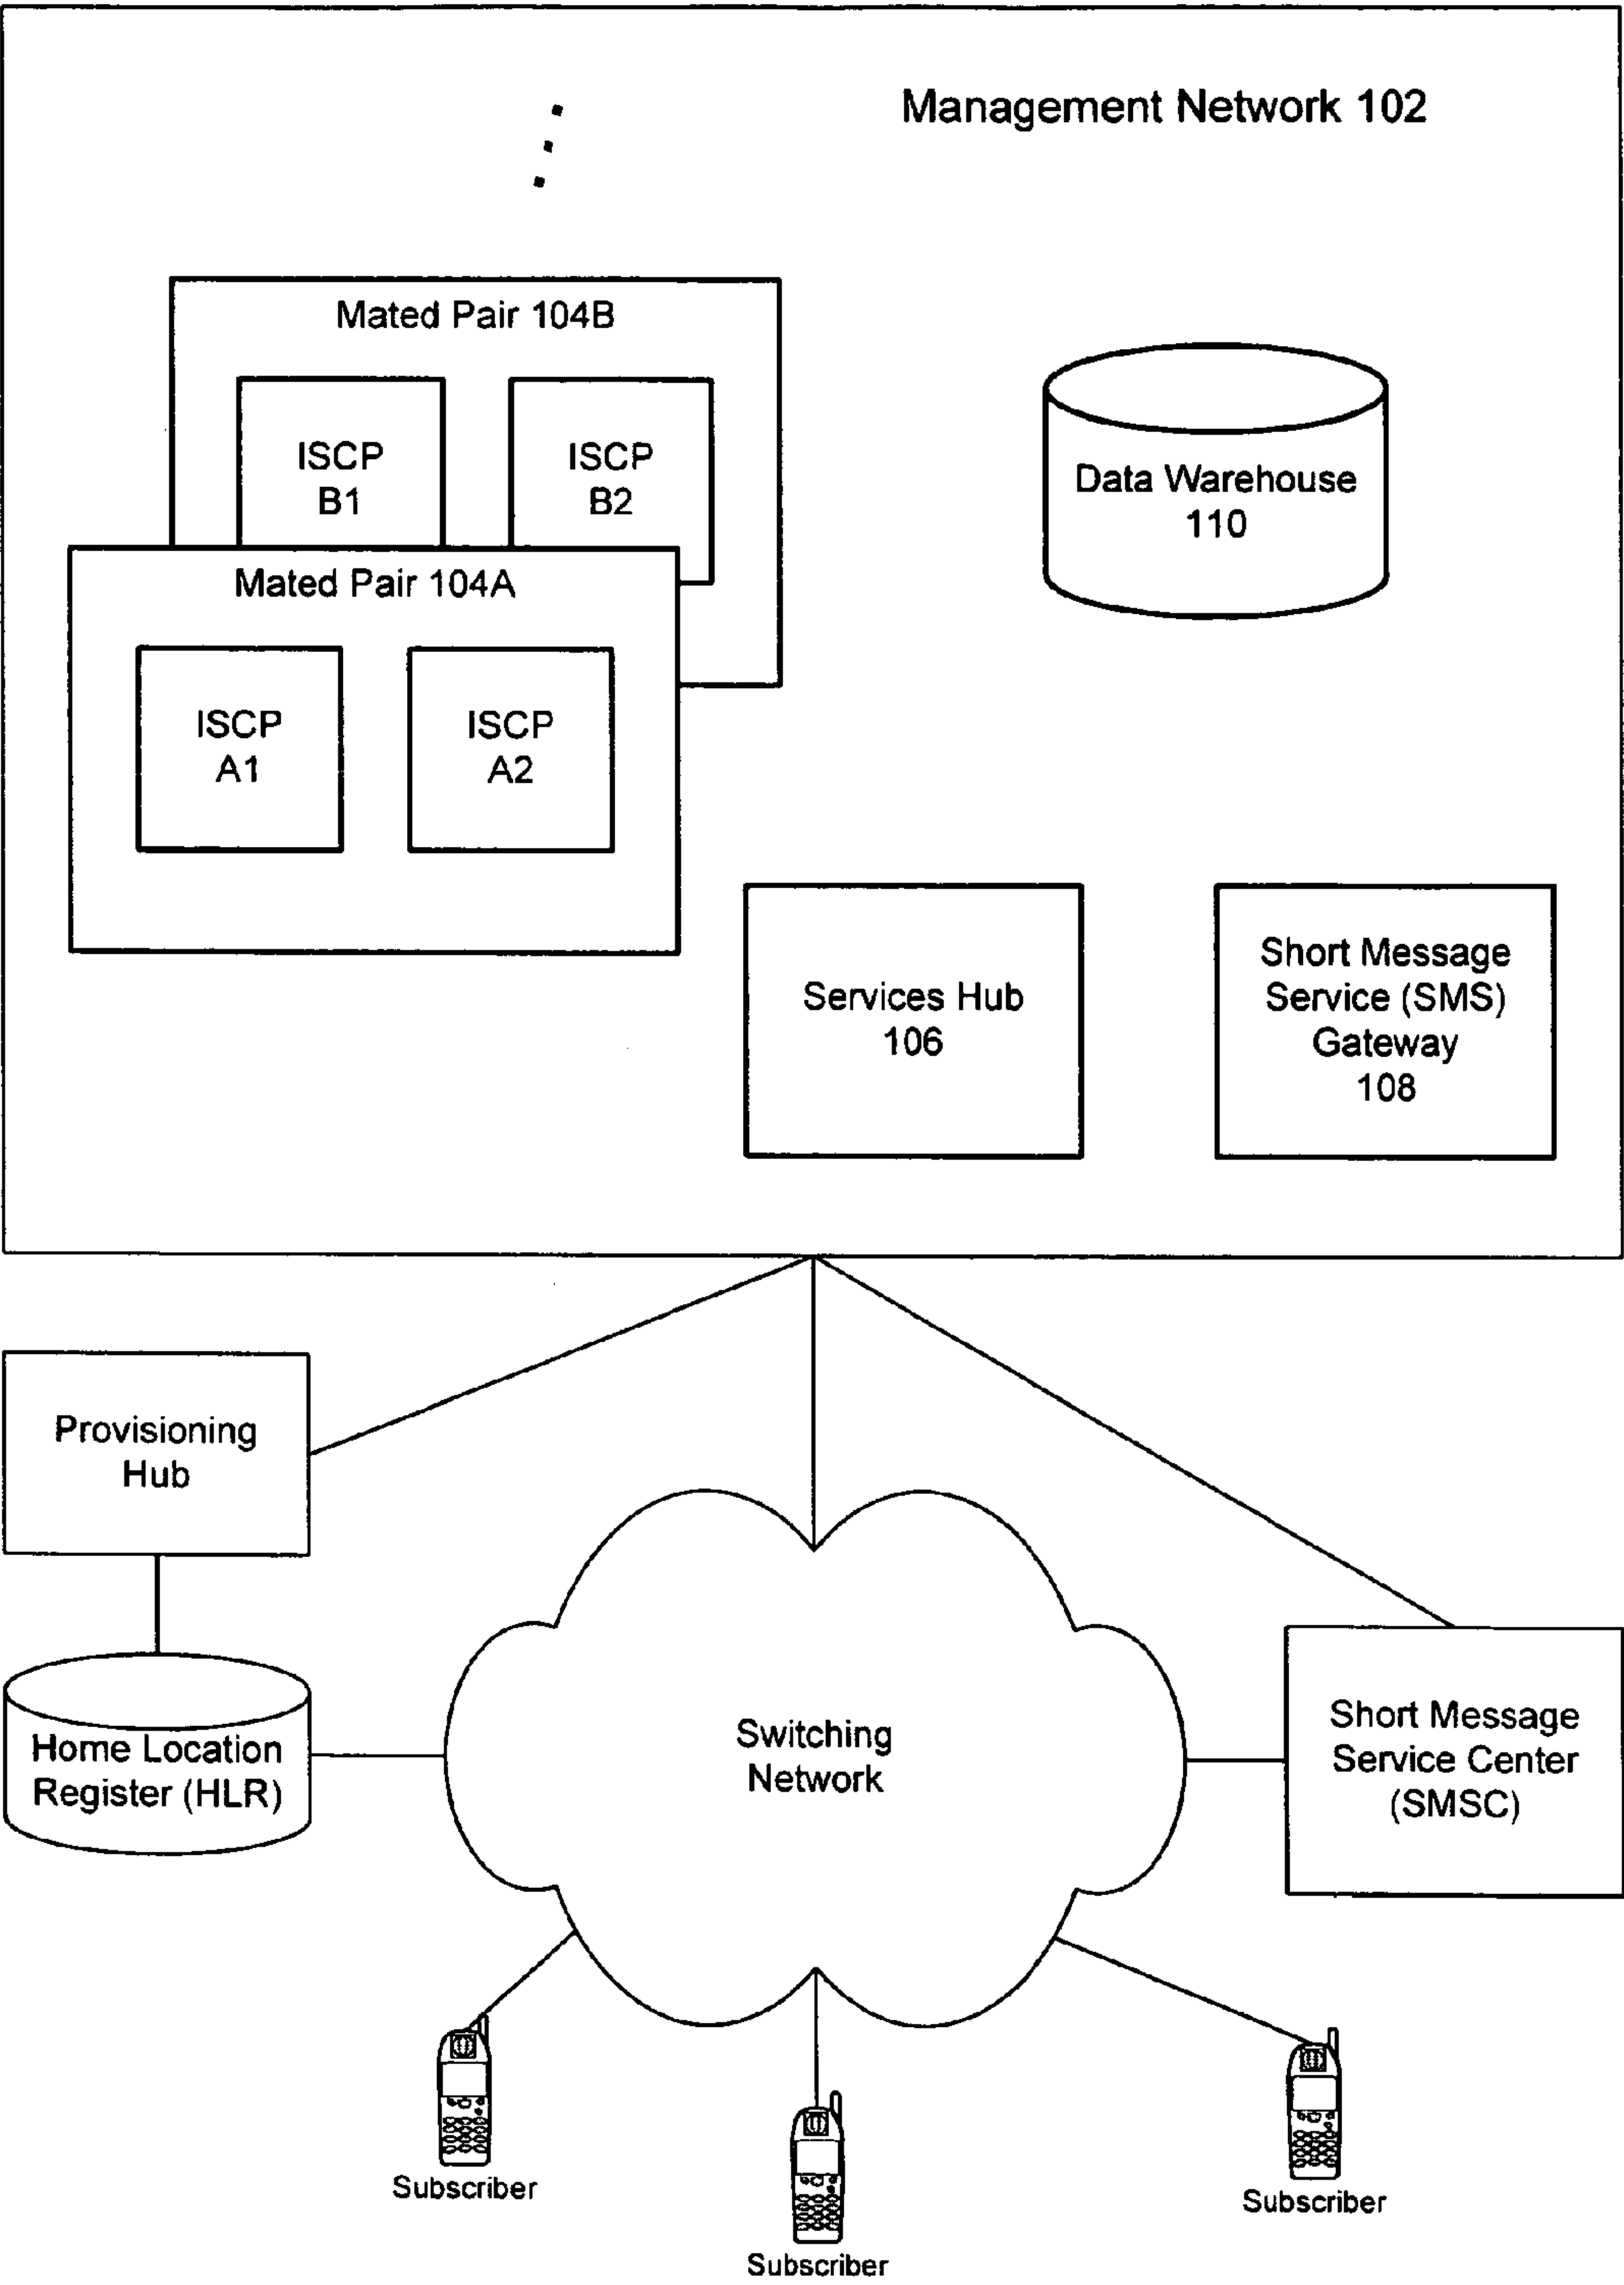 Management Network 102
Mated Pair 104B
ISCP
B1
ISCP
B2
Data Warehouse
110
Mated Pair 104A
ISCP
A1
ISCP
A2
Services Hub
106
Short Message
Service (SMS)
Gateway
108
Provisioning
Hub
Home Location
Register (HLR)
Switching
Network
Short Message
Service Center
(SMSC)
Subscriber
Subscriber
Subscriber